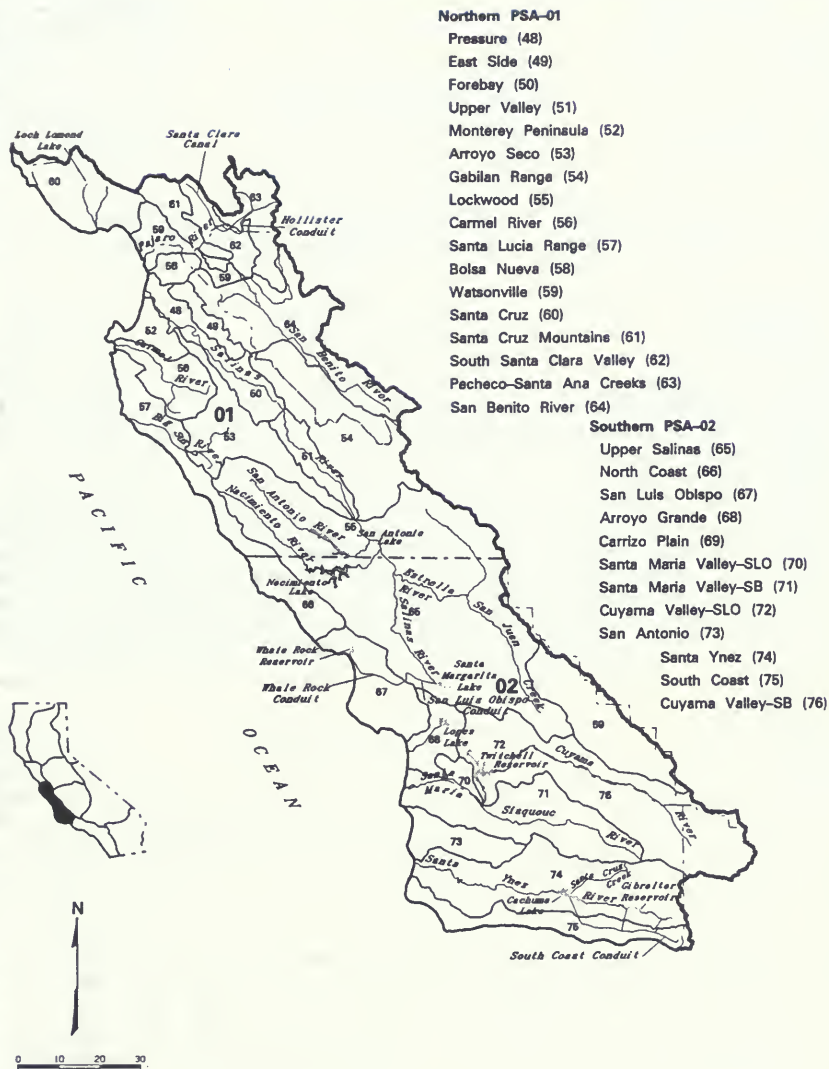 Northern PSA-01
Pressure (48)
East Side (49)
Forebay (50)
Upper Valley (51)
Monterey Peninsula (52)
Arroyo Seco (53)
Gabilan Range (54)
Lockwood (55)
Carmel River (56)
Santa Lucia Range (57)
Bolsa Nueva (58)
Watsonville (59)
Santa Cruz (60)
Santa Cruz Mountains (61)
South Santa Clara Valley (62)
Pacheco-Santa Ana Creeks (63)
San Benito River (64)
Southern PSA-02
Upper Salinas (65)
North Coast (66)
San Luis Obispo (67)
Arroyo Grande (68)
Carrizo Plain (69)
Santa Maria Valley-SLO (70)
Santa Maria Valley-SB (71)
Cuyama Valley-SLO (72)
San Antonio (73)
Santa Ynez (74)
South Coast (75)
Cuyama Valley-SB (76)
Loch Lomond
Lake
Santa Clara
Canal
60
61
63
Hollister
Conduit
59
Pajaro River
62
58
59
48
52
49
64
San Benito River
Carmel River
56
Salinas River
50
57
01
53
54
Big Sur River
51
San Antonio River
Nacimiento River
55
San Antonio
Lake
PACIFIC
OCEAN
Nacimiento
Lake
66
Estrella
River
65
San Juan Creek
Salinas River
Whale Rock
Reservoir
Santa
Margarita
Lake
02
Whale Rock
Conduit
67
San Luis Obispo
Conduit
69
68
Lopez
Lake
72
Twitchell
Reservoir
Cuyama River
70
Santa
Maria
71
76
Sisquouc River
73
Santa Ynez River
74
Santa Cruz
Creek
Gibralter
Reservoir
Cachuma
Lake
75
South Coast Conduit
N
0 10 20 30